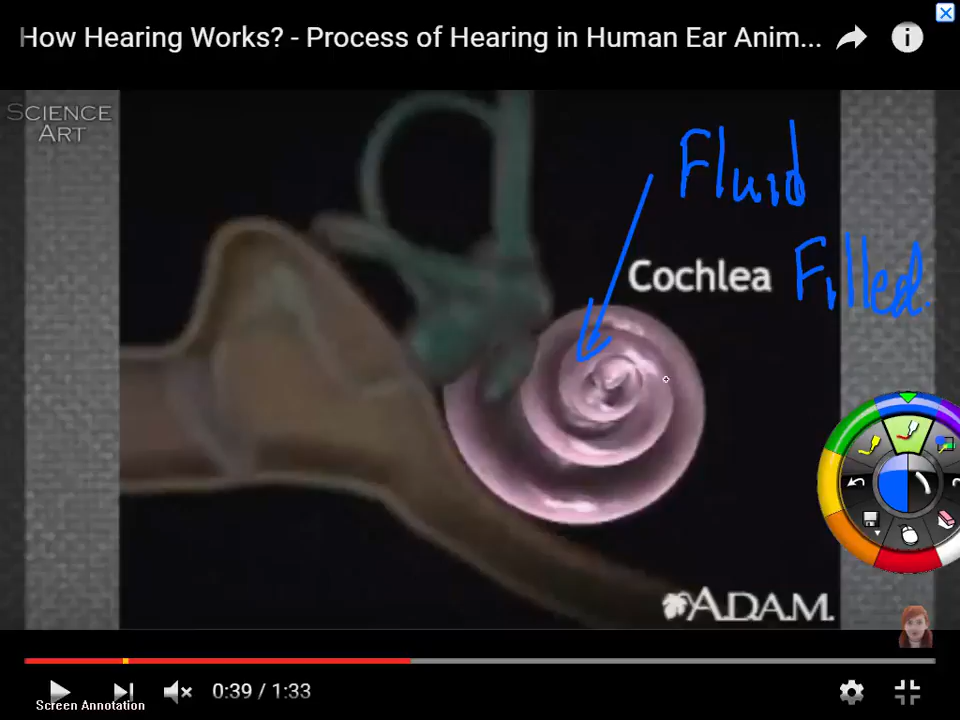 How Hearing Works? - Process of Hearing in Human Ear Anim...
SCIENCE
ART
Fluid
Cochlea Filled.
A.D.A.M.
0:39 / 1:33
Screen Annotation